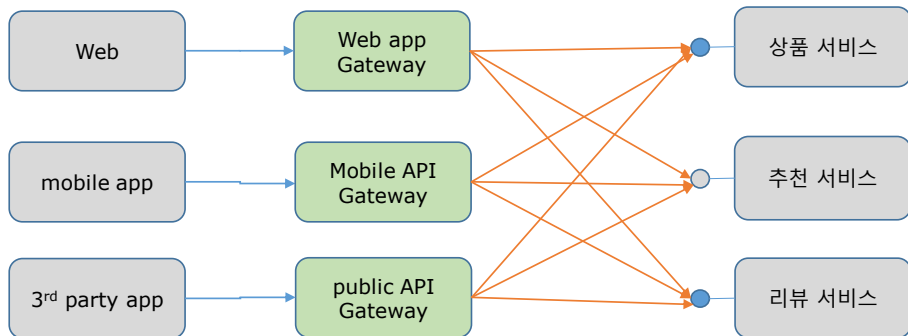 Web
Web app
Gateway
상품 서비스
mobile app
Mobile API
Gateway
추천 서비스
3rd party app
public API
Gateway
리뷰 서비스